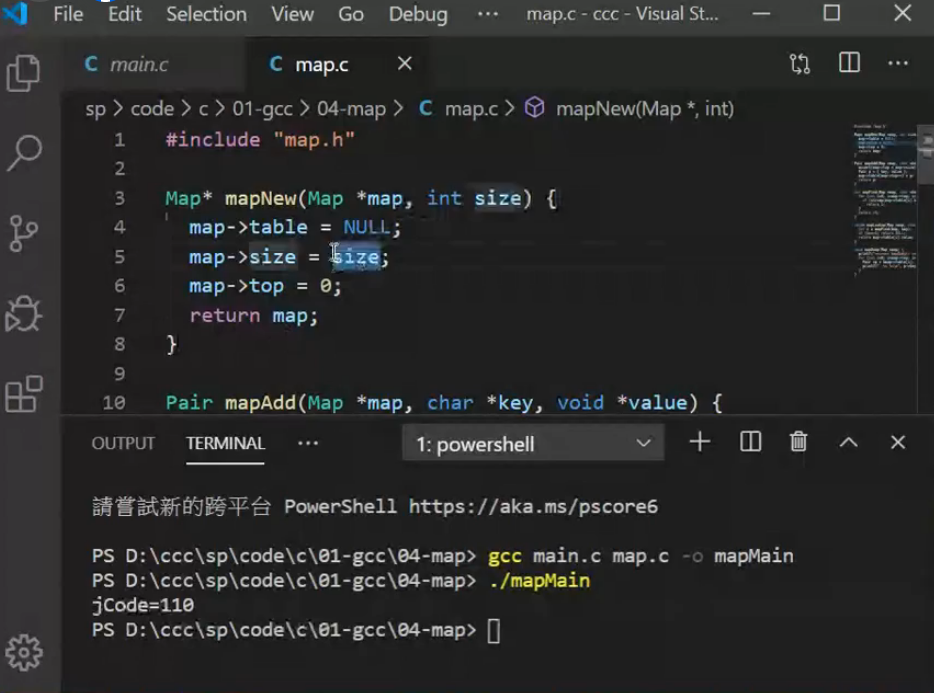 File Edit Selection View Go Debug ··· map.c - ccc - Visual St...
C main.c C map.c
sp > code > c > 01-gcc > 04-map > C map.c > mapNew(Map *, int)
1 #include "map.h"
2
3 Map* mapNew(Map *map, int size) {
4 map->table = NULL;
5 map->size = size;
6 map->top = 0;
7 return map;
8 }
9
10 Pair mapAdd(Map *map, char *key, void *value) {
OUTPUT TERMINAL ··· 1: powershell
請嘗試新的跨平台 PowerShell https://aka.ms/pscore6
PS D:\ccc\sp\code\c\01-gcc\04-map> gcc main.c map.c -o mapMain
PS D:\ccc\sp\code\c\01-gcc\04-map> ./mapMain
jCode=110
PS D:\ccc\sp\code\c\01-gcc\04-map>